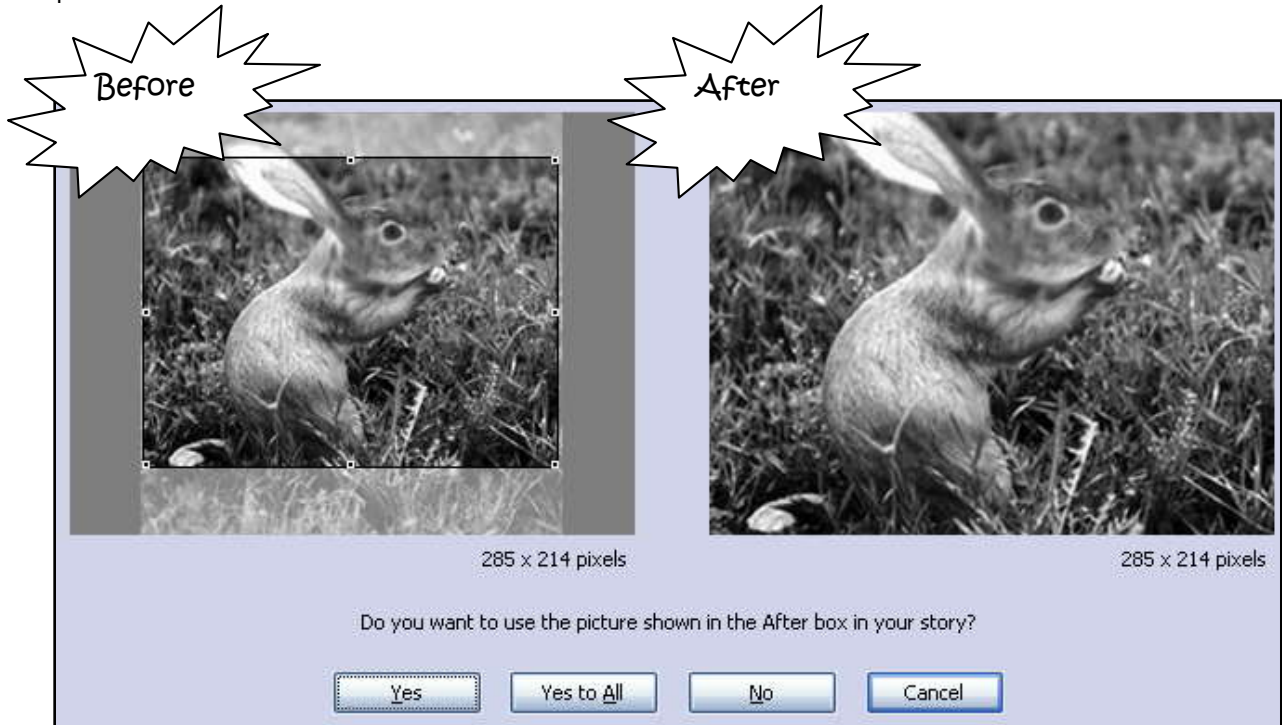 Before
After
285 x 214 pixels
285 x 214 pixels
Do you want to use the picture shown in the After box in your story?
Yes
Yes to All
No
Cancel